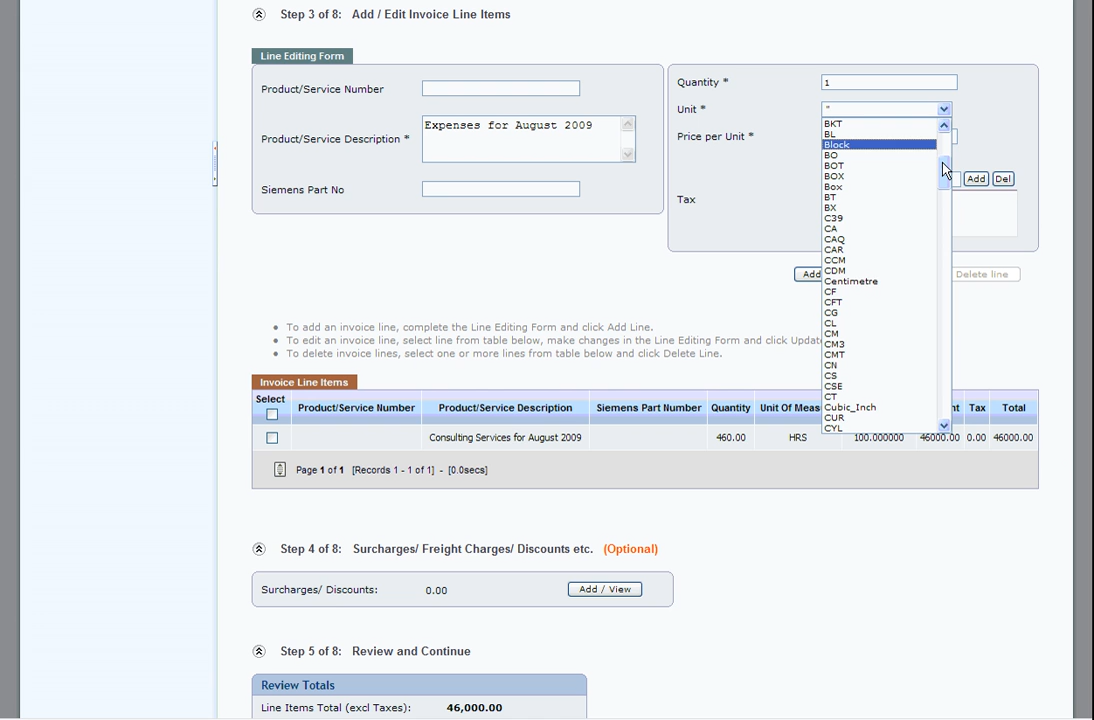 Step 3 of 8: Add / Edit Invoice Line Items
Line Editing Form
Product/Service Number
Product/Service Description *
Expenses for August 2009
Siemens Part No
Quantity *
1
Unit *
"
Price per Unit *
Tax
Add
Del
BKT
BL
Block
BO
BOT
BOX
Box
BT
BX
C39
CA
CAQ
CAR
CCM
CDM
Centimetre
CF
CFT
CG
CL
CM
CM3
CMT
CN
CS
CSE
CT
Cubic_Inch
CUR
CYL
Add
Delete line
To add an invoice line, complete the Line Editing Form and click Add Line.
To edit an invoice line, select line from table below, make changes in the Line Editing Form and click
To delete invoice lines, select one or more lines from table below and click Delete Line.
Invoice Line Items
Select Product/Service Number Product/Service Description Siemens Part Number Quantity Unit Of Tax Total
Consulting Services for August 2009 460.00 HRS 100.000000 46000.00 0.00 46000.00
Page 1 of 1 [Records 1 - 1 of 1] - [0.0secs]
Step 4 of 8: Surcharges/ Freight Charges/ Discounts etc. (Optional)
Surcharges/ Discounts: 0.00 Add / View
Step 5 of 8: Review and Continue
Review Totals
Line Items Total (excl Taxes): 46,000.00